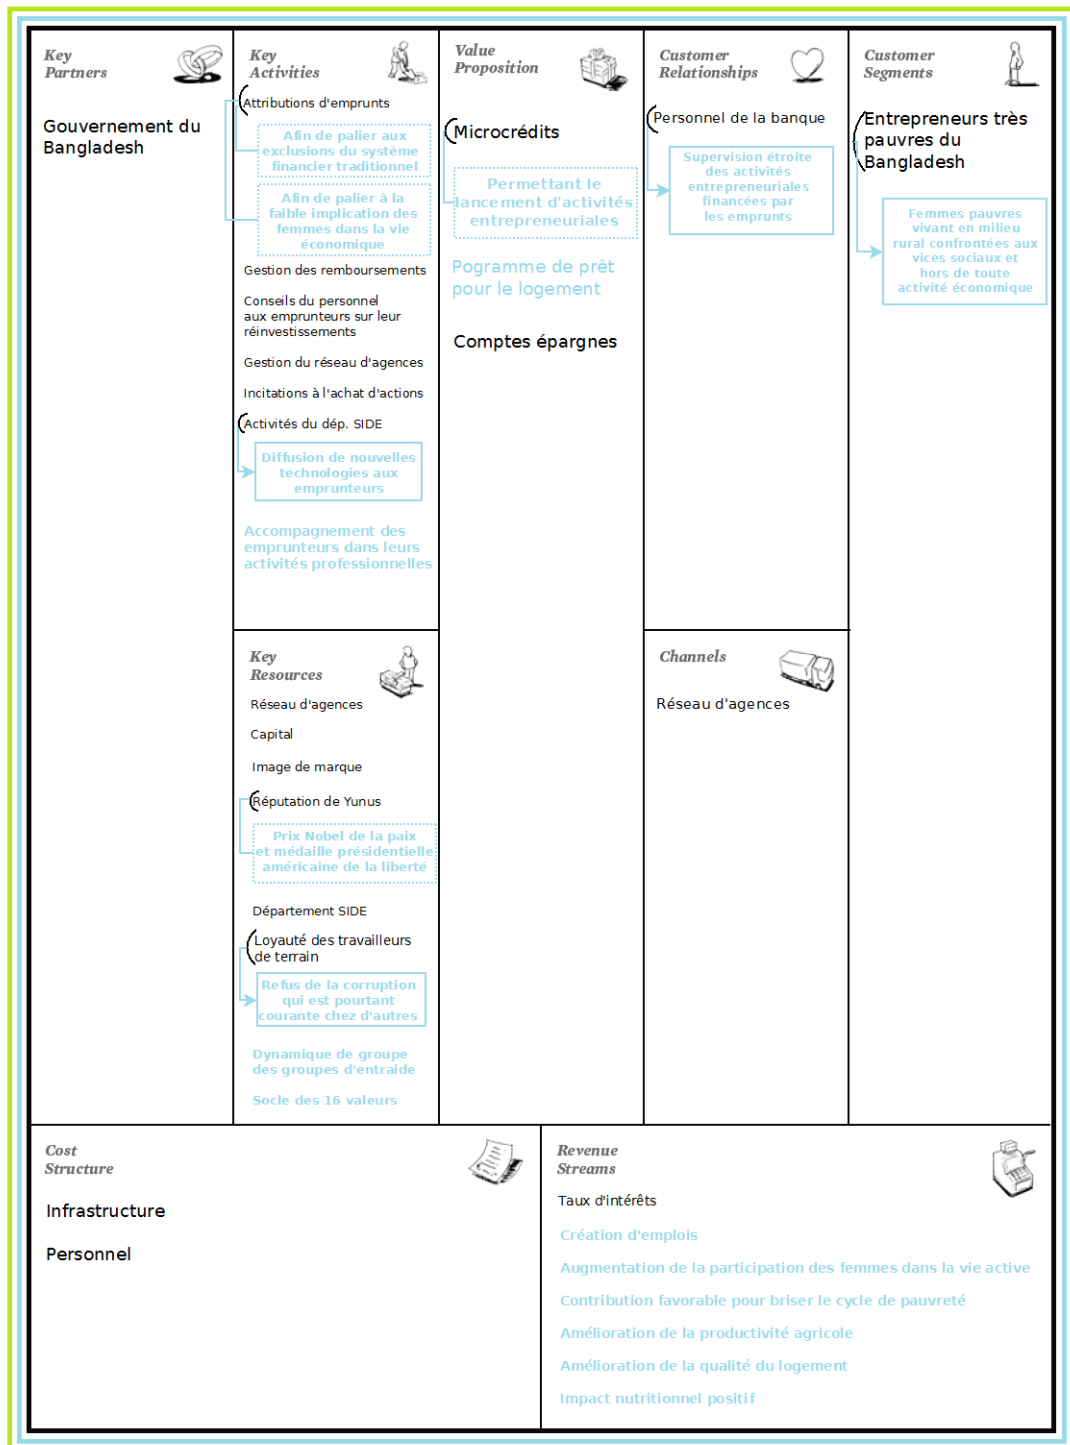 Key
Partners
Gouvernement du
Bangladesh
Key
Activities
Attributions d'emprunts
Afin de palier aux
exclusions du système
financier traditionnel
Afin de palier à la
faible implication des
femmes dans la vie
économique
Gestion des remboursements
Conseils du personnel
aux emprunteurs sur leur
réinvestissements
Gestion du réseau d'agences
Incitations à l'achat d'actions
Activités du dép. SIDE
Diffusion de nouvelles
technologies aux
emprunteurs
Accompagnement des
emprunteurs dans leurs
activités professionnelles
Key
Resources
Réseau d'agences
Capital
Image de marque
Réputation de Yunus
Prix Nobel de la paix
et médaille présidentielle
américaine de la liberté
Département SIDE
Loyauté des travailleurs
de terrain
Refus de la corruption
qui est pourtant
courante chez d'autres
Dynamique de groupe
des groupes d'entraide
Socle des 16 valeurs
Value
Proposition
Microcrédits
Permettant le
lancement d'activités
entrepreneuriales
Pogramme de prêt
pour le logement
Comptes épargnes
Customer
Relationships
Personnel de la banque
Supervision étroite
des activités
entrepreneuriales
financées par
les emprunts
Channels
Réseau d'agences
Customer
Segments
Entrepreneurs très
pauvres du
Bangladesh
Femmes pauvres
vivant en milieu
rural confrontées aux
vices sociaux et
hors de toute
activité économique
Cost
Structure
Infrastructure
Personnel
Revenue
Streams
Taux d'intérêts
Création d'emplois
Augmentation de la participation des femmes dans la vie active
Contribution favorable pour briser le cycle de pauvreté
Amélioration de la productivité agricole
Amélioration de la qualité du logement
Impact nutritionnel positif